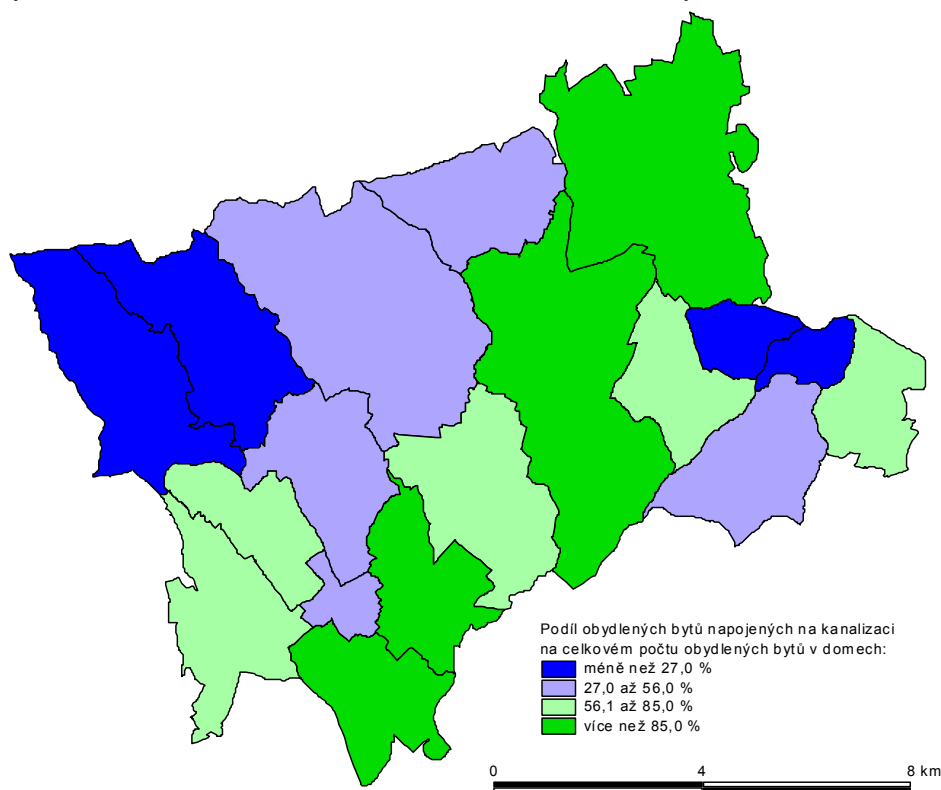 Podíl obydlených bytů napojených na kanalizaci
na celkovém počtu obydlených bytů v domech:
méně než 27,0 %
27,0 až 56,0 %
56,1 až 85,0 %
více než 85,0 %
0 4 8 km